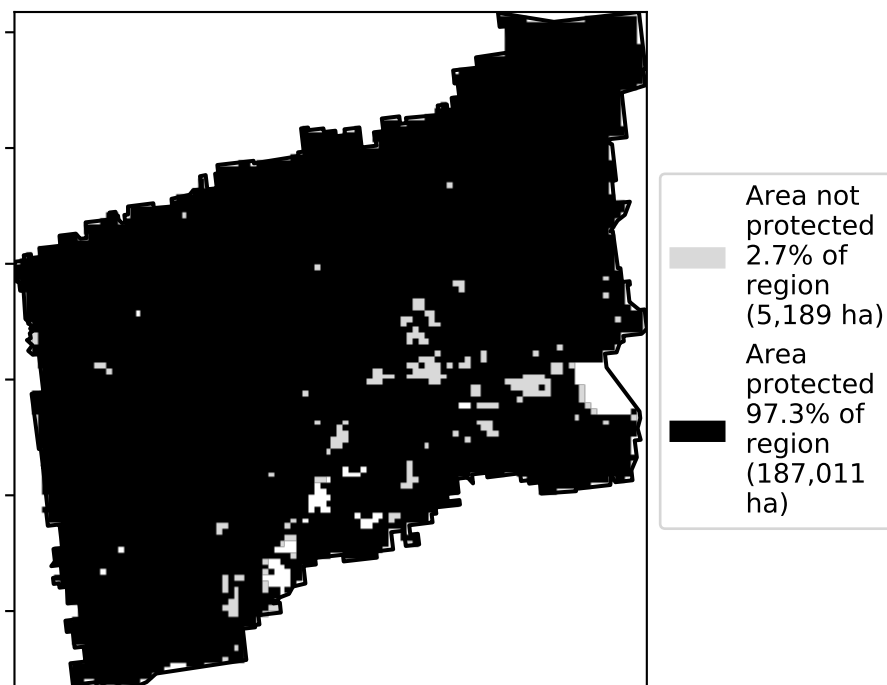 Area not
protected
2.7% of
region
(5,189 ha)
Area
protected
97.3% of
region
(187,011
ha)